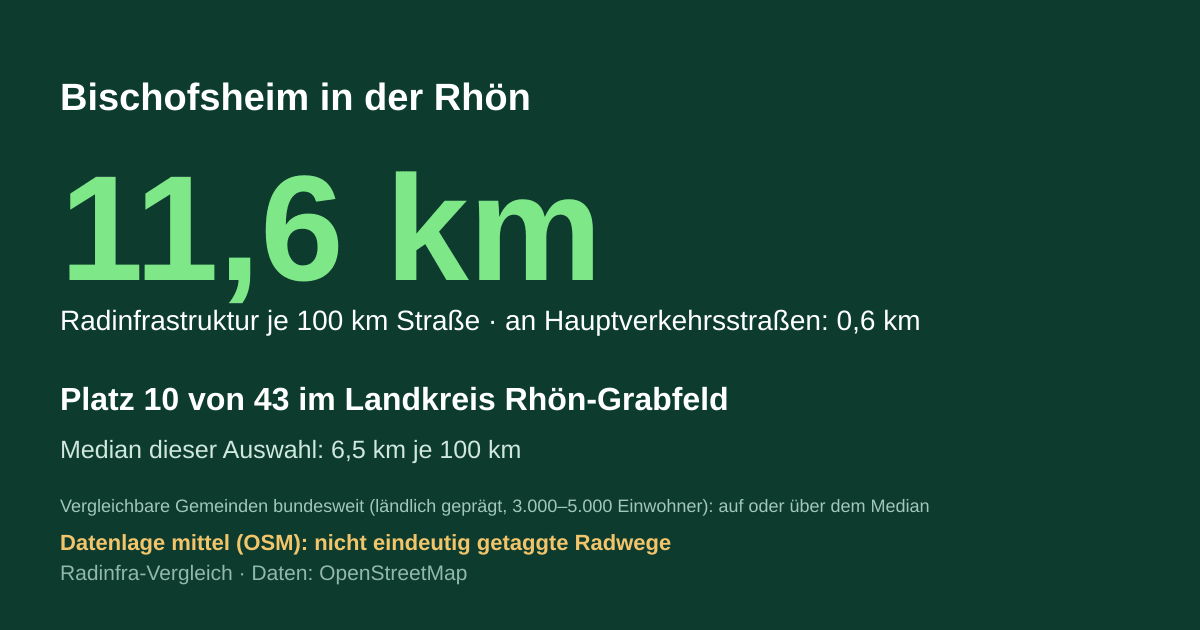 Bischofsheim in der Rhön
11,6 km
Radinfrastruktur je 100 km Straße · an Hauptverkehrsstraßen: 0,6 km
Platz 10 von 43 im Landkreis Rhön-Grabfeld
Median dieser Auswahl: 6,5 km je 100 km
Vergleichbare Gemeinden bundesweit (ländlich geprägt, 3.000–5.000 Einwohner): auf oder über dem Median
Datenlage mittel (OSM): nicht eindeutig getaggte Radwege
Radinfra-Vergleich · Daten: OpenStreetMap